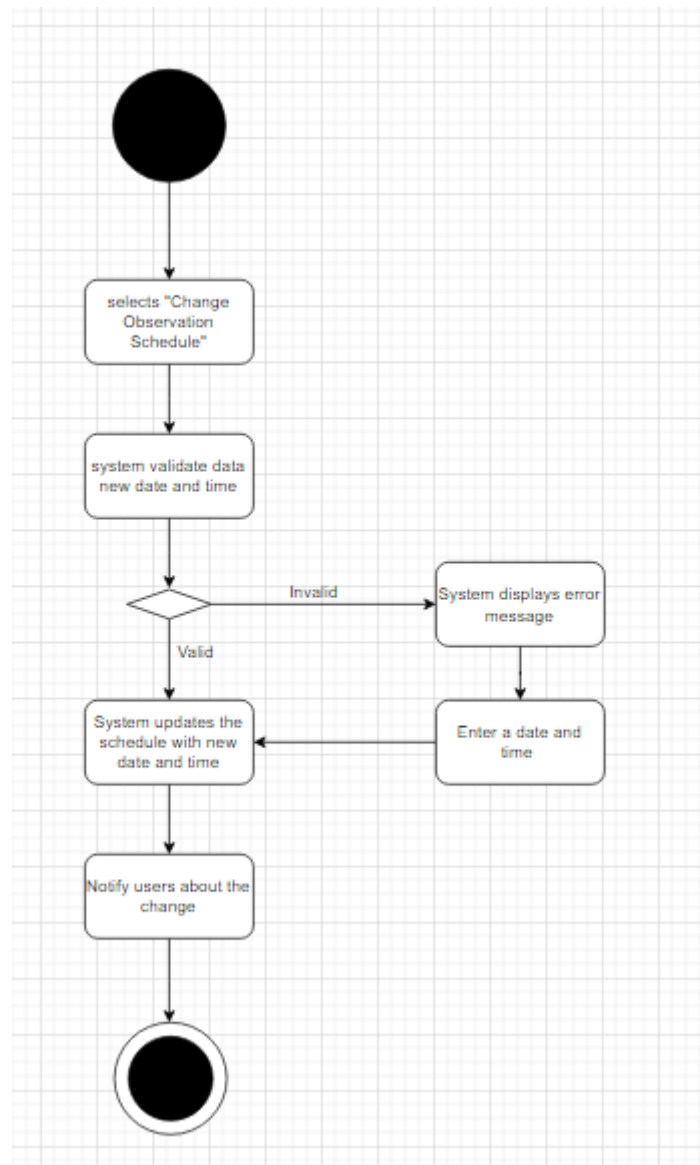 selects "Change
Observation
Schedule"
system validate data
new date and time
Invalid
System displays error
message
Valid
System updates the
schedule with new
date and time
Enter a date and
time
Notify users about the
change